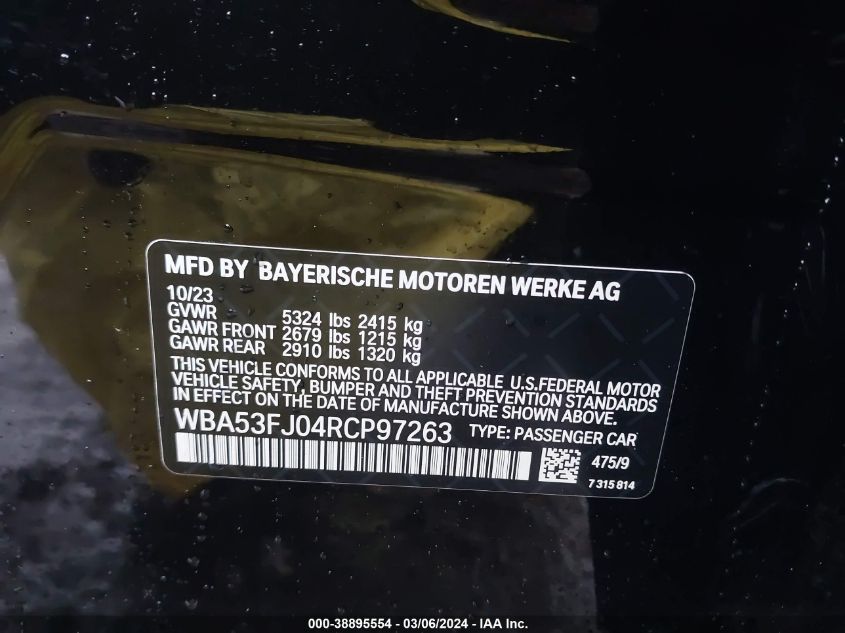 MFD BY BAYERISCHE MOTOREN WERKE AG
10/23
GVWR 5324 lbs 2415 kg
GAWR FRONT 2679 lbs 1215 kg
GAWR REAR 2910 lbs 1320 kg
THIS VEHICLE CONFORMS TO ALL APPLICABLE U.S.FEDERAL MOTOR
VEHICLE SAFETY, BUMPER AND THEFT PREVENTION STANDARDS
IN EFFECT ON THE DATE OF MANUFACTURE SHOWN ABOVE.
WBA53FJ04RCP97263 TYPE: PASSENGER CAR
475/9
7 315 814
000-38895554 - 03/06/2024 - IAA Inc.